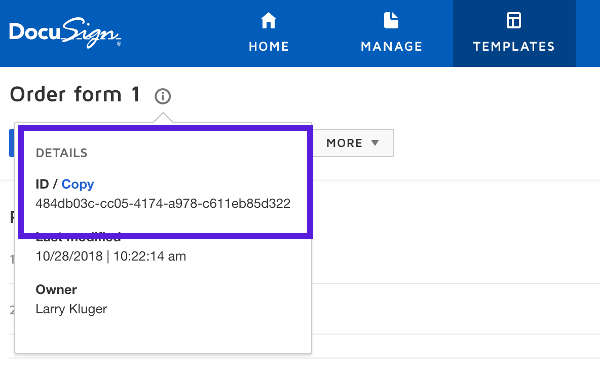 DocuSign
HOME
MANAGE
TEMPLATES
Order form 1
MORE
DETAILS
ID / Copy
484db03c-cc05-4174-a978-c611eb85d322
Last modified
10/28/2018 | 10:22:14 am
Owner
Larry Kluger